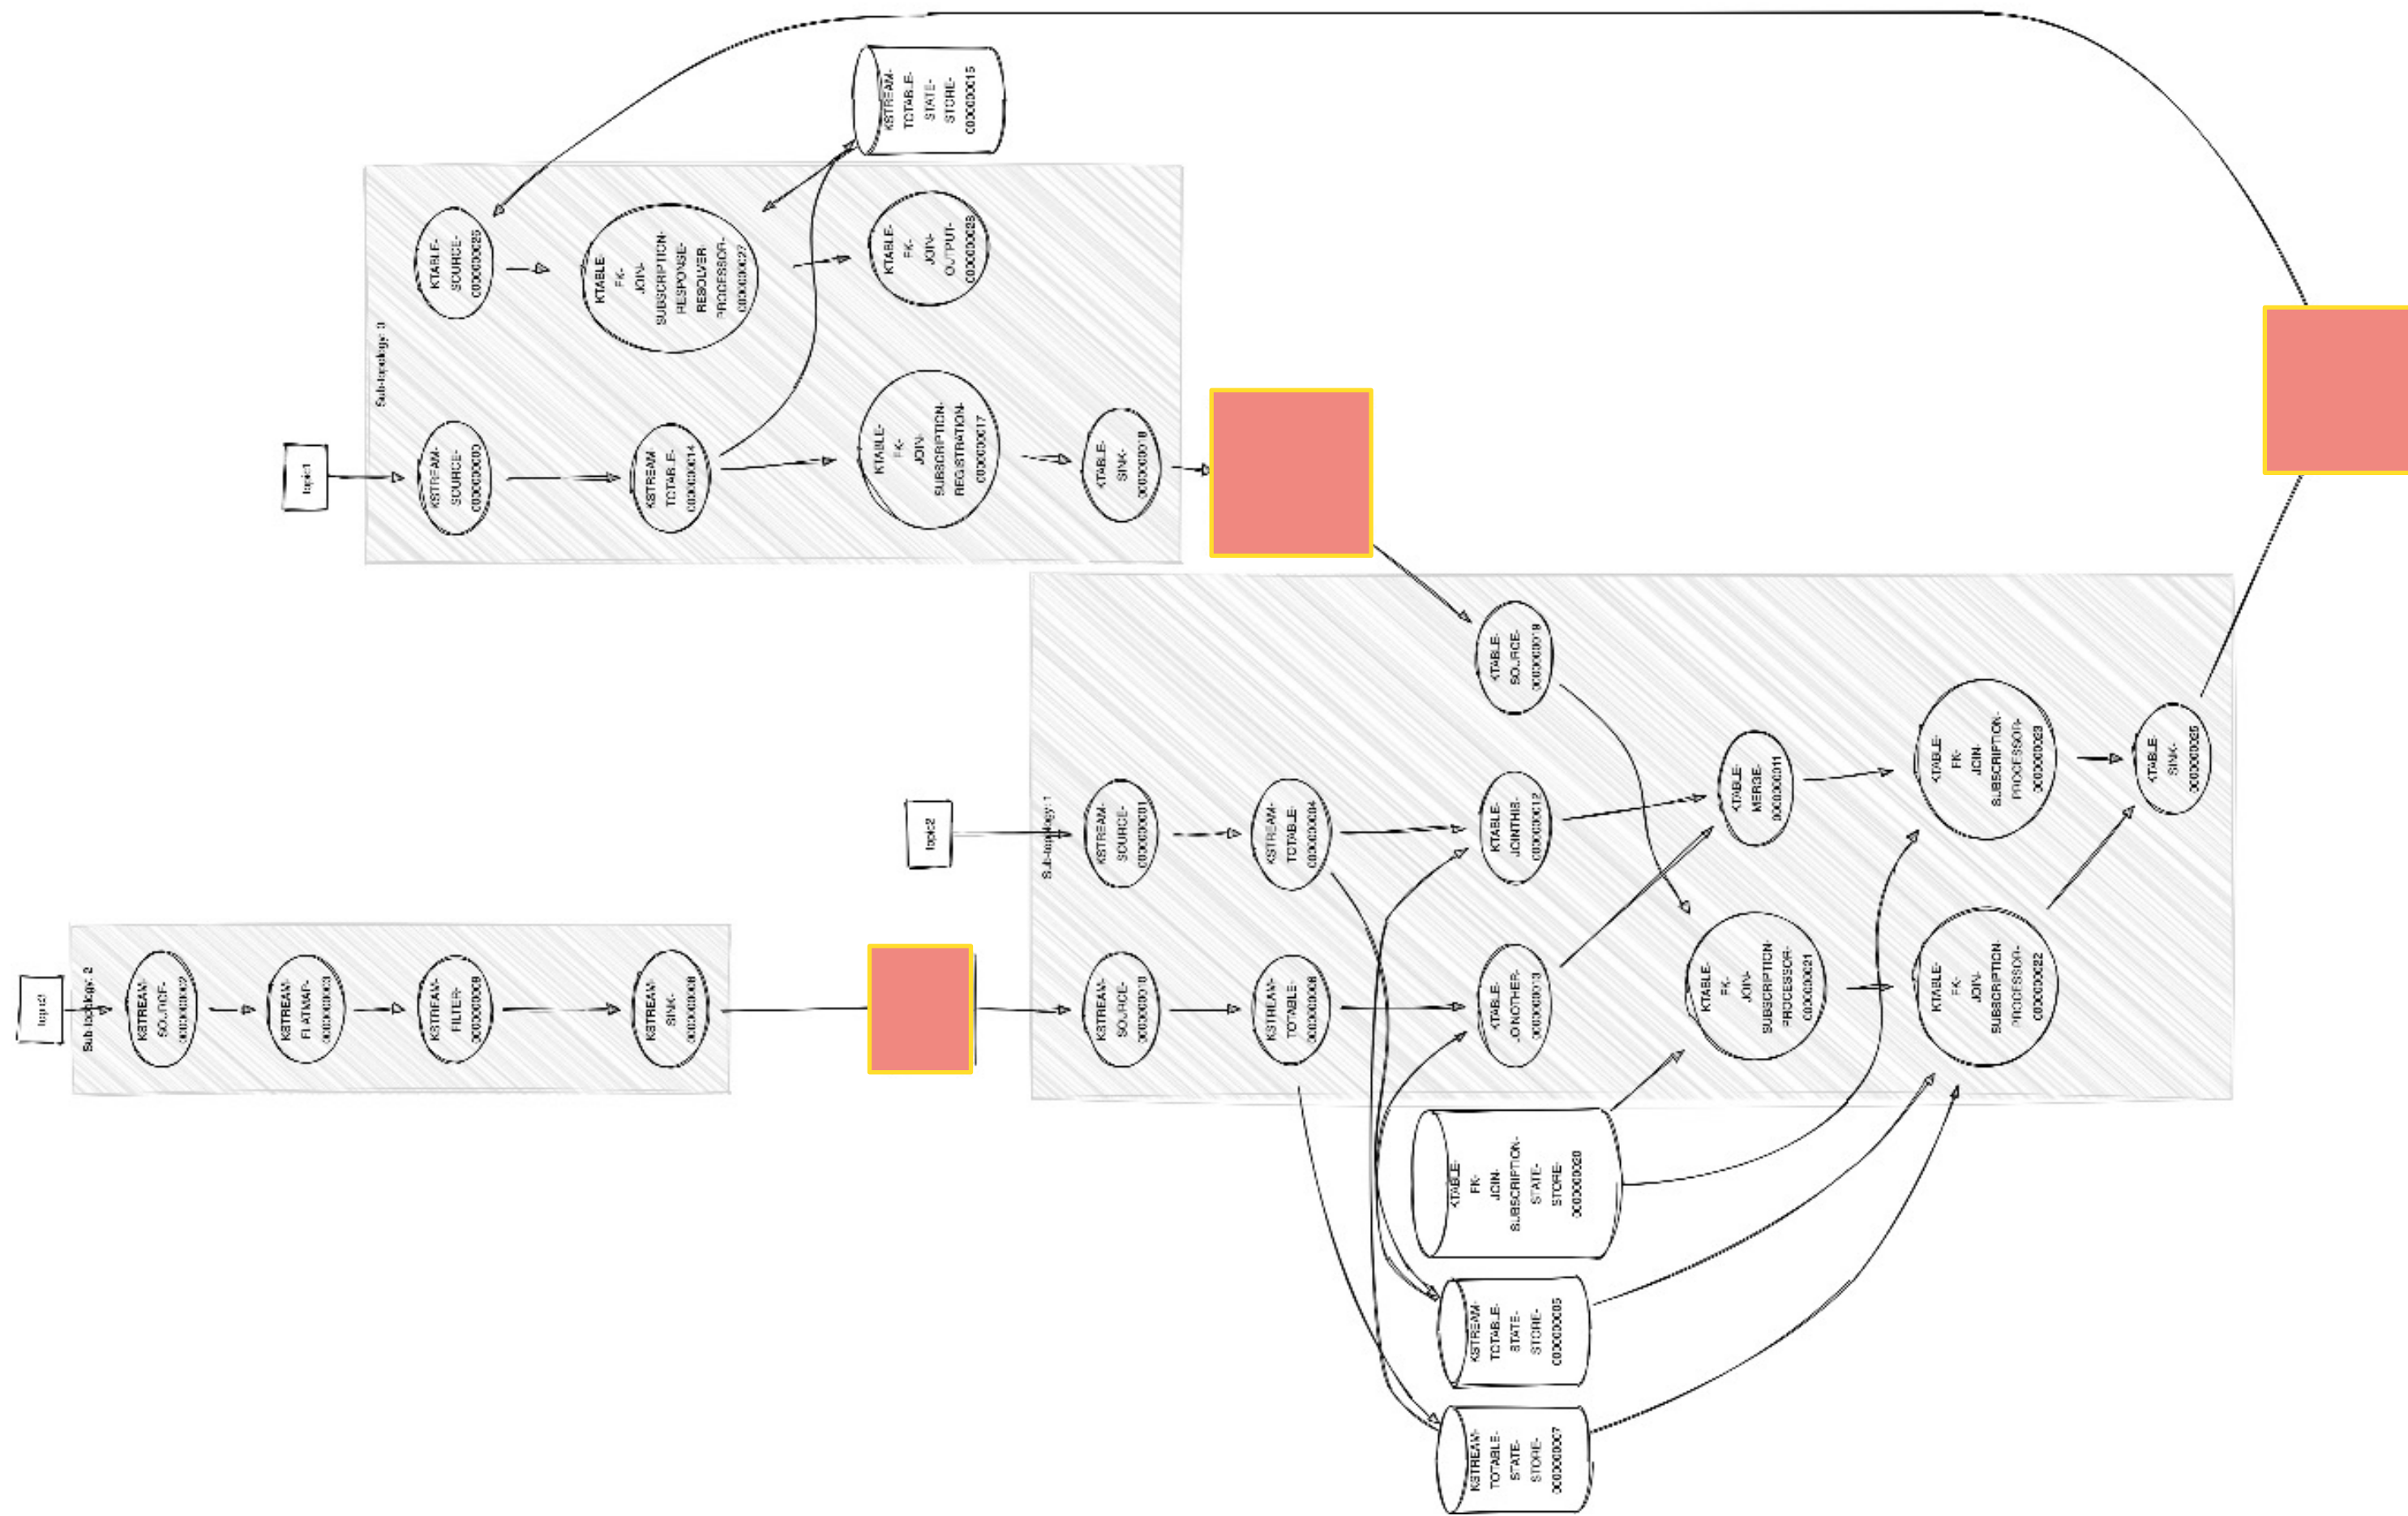 topic3
Sub-topology: 2
KSTREAM-
SOURCE-
0000000002
KSTREAM-
FLATMAP-
0000000003
KSTREAM-
FILTER-
0000000009
KSTREAM-
SINK-
0000000008
topic1
Sub-topology: 0
KSTREAM-
SOURCE-
0000000000
KTABLE-
SOURCE-
0000000026
KSTREAM-
TOTABLE-
0000000014
KTABLE-
FK-
JOIN-
SUBSCRIPTION-
RESPONSE-
RESOLVER-
PROCESSOR-
0000000027
KSTREAM-
TOTABLE-
STATE-
STORE-
0000000015
KTABLE-
FK-
JOIN-
SUBSCRIPTION-
REGISTRATION-
0000000017
KTABLE-
FK-
JOIN-
OUTPUT-
0000000028
KTABLE-
SINK-
0000000018
topic2
Sub-topology: 1
KSTREAM-
SOURCE-
0000000010
KSTREAM-
SOURCE-
0000000001
KSTREAM-
TOTABLE-
0000000006
KSTREAM-
TOTABLE-
0000000004
KTABLE-
JOINOTHER-
0000000013
KTABLE-
JOINTHIS-
0000000012
KTABLE-
SOURCE-
0000000019
KSTREAM-
TOTABLE-
STATE-
STORE-
0000000007
KSTREAM-
TOTABLE-
STATE-
STORE-
0000000005
KTABLE-
FK-
JOIN-
SUBSCRIPTION-
STATE-
STORE-
0000000020
KTABLE-
FK-
JOIN-
SUBSCRIPTION-
PROCESSOR-
0000000021
KTABLE-
MERGE-
0000000011
KTABLE-
FK-
JOIN-
SUBSCRIPTION-
PROCESSOR-
0000000022
KTABLE-
FK-
JOIN-
SUBSCRIPTION-
PROCESSOR-
0000000023
KTABLE-
SINK-
0000000025